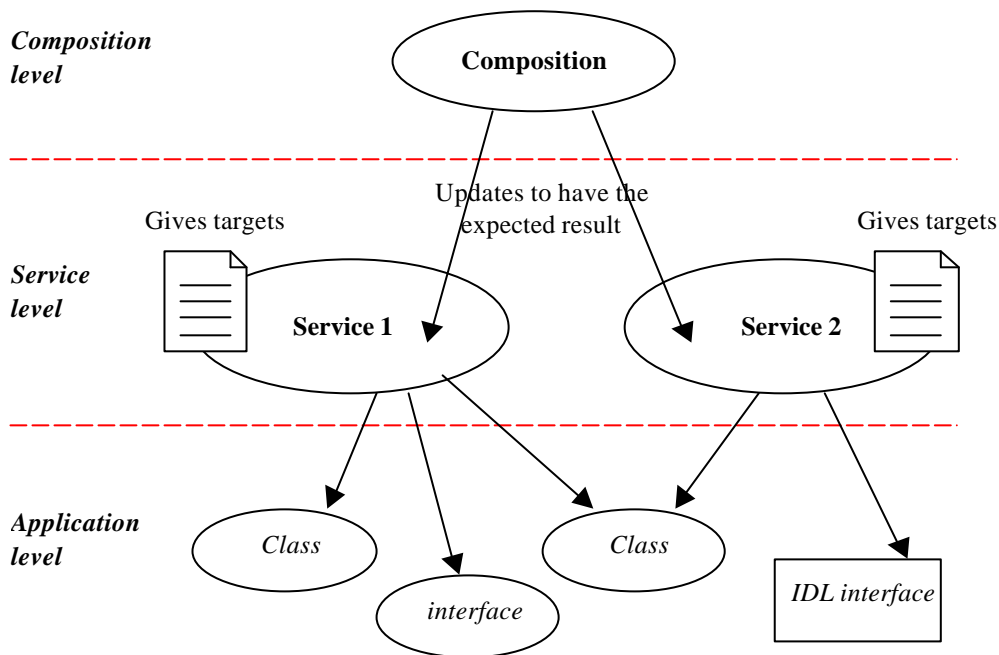 Composition
level
Composition
Updates to have the
expected result
Gives targets
Gives targets
Service
level
Service 1
Service 2
Application
level
Class
Class
interface
IDL interface